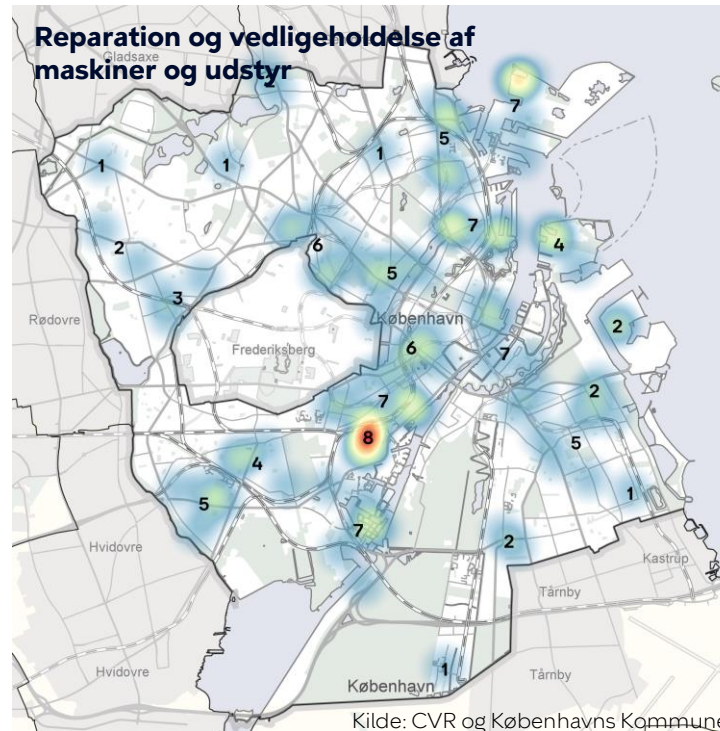 Reparation og vedligeholdelse af
Gladsaxe
maskiner og udstyr
7
5
1
1
1
2
6
7
4
5
3
København
2
Rødovre
Frederiksberg
6
7
2
7
8
5
4
5
1
7
2
Hvidovre
Kastrup
Tårnby
1
Hvidovre
København
Tårnby
Kilde: CVR og Københavns Kommune